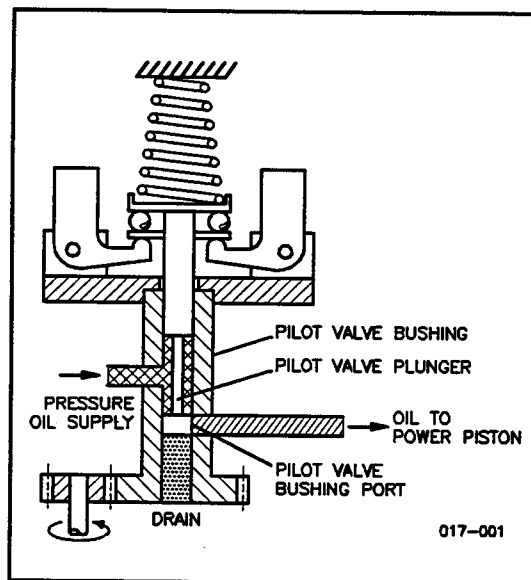 PILOT VALVE BUSHING
PILOT VALVE PLUNGER
PRESSURE
OIL SUPPLY
OIL TO
POWER PISTON
PILOT VALVE
BUSHING PORT
DRAIN
017-001